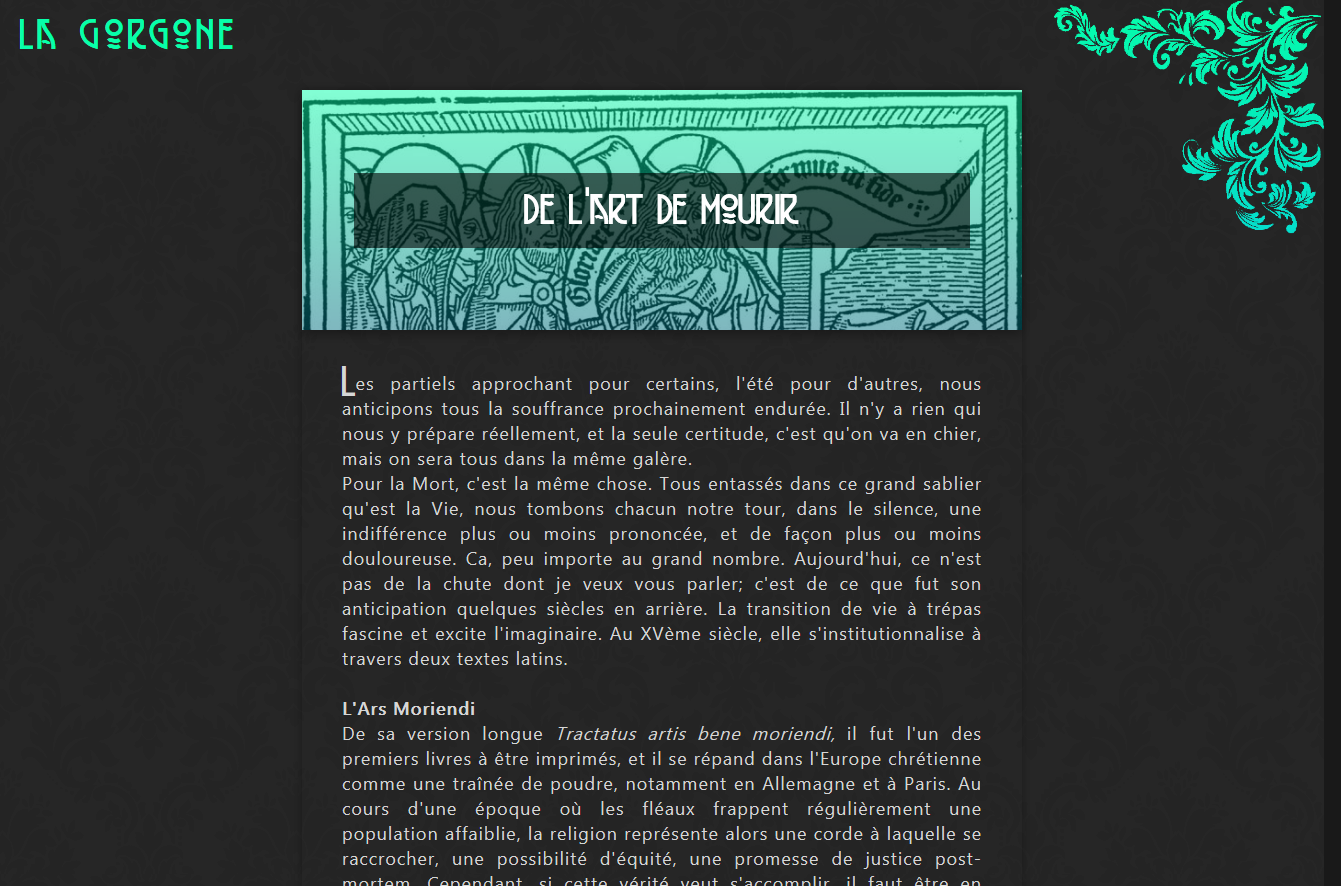 LA GORGONE
DE L'ART DE MOURIR
Gloria
Les partiels approchant pour certains, l'été pour d'autres, nous
anticipons tous la souffrance prochainement endurée. Il n'y a rien qui
nous y prépare réellement, et la seule certitude, c'est qu'on va en chier,
mais on sera tous dans la même galère.
Pour la Mort, c'est la même chose. Tous entassés dans ce grand sablier
qu'est la Vie, nous tombons chacun notre tour, dans le silence, une
indifférence plus ou moins prononcée, et de façon plus ou moins
douloureuse. Ca, peu importe au grand nombre. Aujourd'hui, ce n'est
pas de la chute dont je veux vous parler; c'est de ce que fut son
anticipation quelques siècles en arrière. La transition de vie à trépas
fascine et excite l'imaginaire. Au XVème siècle, elle s'institutionnalise à
travers deux textes latins.
L'Ars Moriendi
De sa version longue Tractatus artis bene moriendi, il fut l'un des
premiers livres à être imprimés, et il se répand dans l'Europe chrétienne
comme une traînée de poudre, notamment en Allemagne et à Paris. Au
cours d'une époque où les fléaux frappent régulièrement une
population affaiblie, la religion représente alors une corde à laquelle se
raccrocher, une possibilité d'équité, une promesse de justice post-
mortem. Cependant, si cette vérité veut s'accomplir, il faut être en